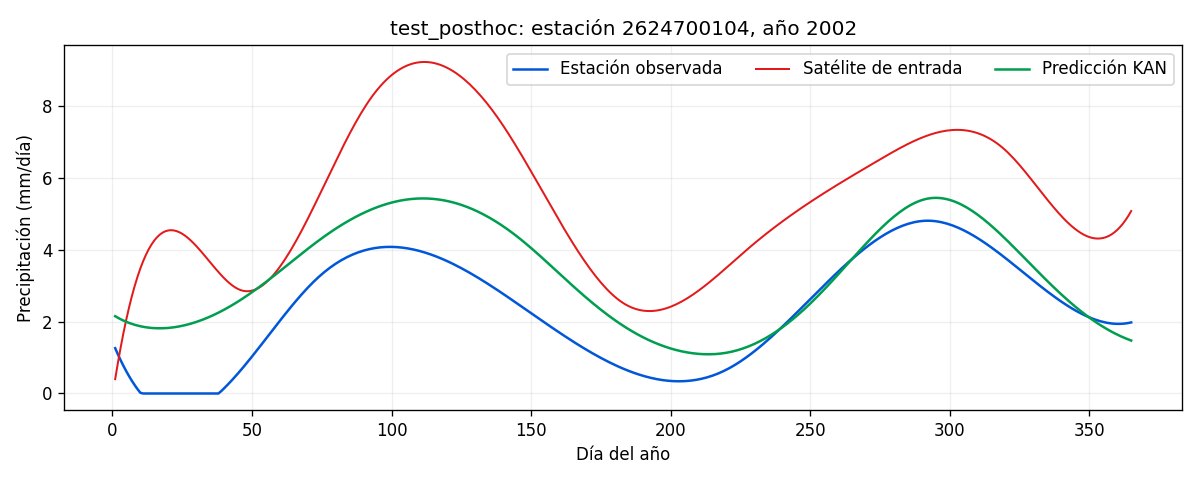 test_posthoc: estación 2624700104, año 2002
Estación observada Satélite de entrada Predicción KAN
Precipitación (mm/día)
8
6
4
2
0
0 50 100 150 200 250 300 350
Día del año